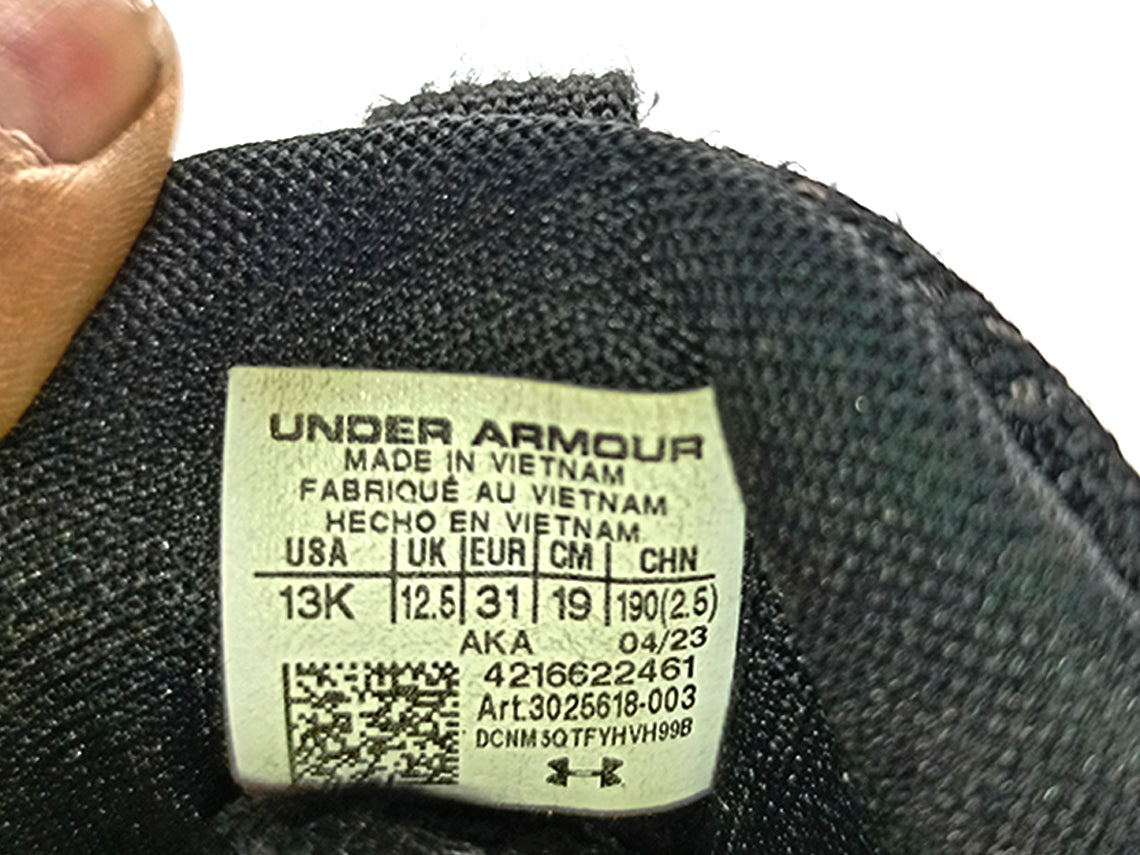 UNDER ARMOUR
MADE IN VIETNAM
FABRIQUÉ AU VIETNAM
HECHO EN VIETNAM
USA UK EUR CM CHN
13K 12.5 31 19 190(2.5)
AKA 04/23
4216622461
Art.3025618-003
DCNM5QTFYHVH99B